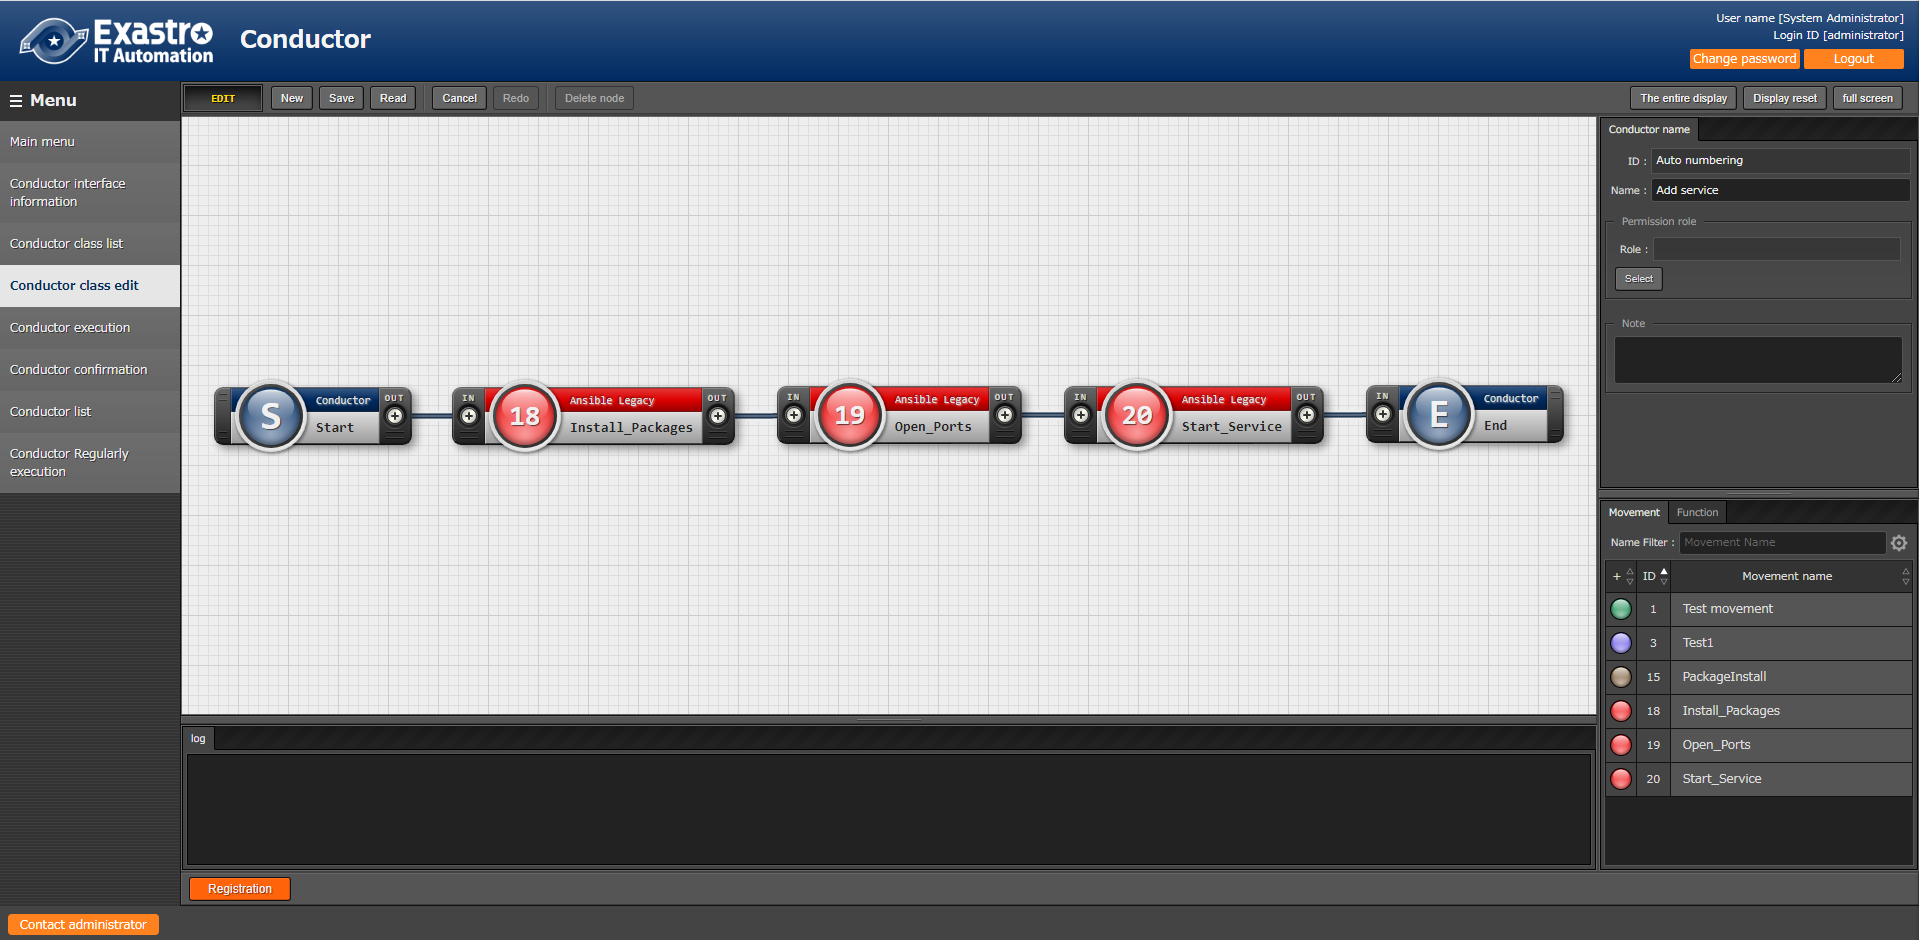 Exastro
IT Automation
Conductor
User name [System Administrator]
Login ID [administrator]
Change password
Logout
Menu
Main menu
Conductor interface
information
Conductor class list
Conductor class edit
Conductor execution
Conductor confirmation
Conductor list
Conductor Regularly
execution
EDIT
New
Save
Read
Cancel
Redo
Delete node
The entire display
Display reset
full screen
S
Conductor
Start
OUT
IN
18
Ansible Legacy
Install_Packages
OUT
IN
19
Ansible Legacy
Open_Ports
OUT
IN
20
Ansible Legacy
Start_Service
OUT
IN
E
Conductor
End
Conductor name
ID : Auto numbering
Name : Add service
Permission role
Role :
Select
Note
Movement
Function
Name Filter : Movement Name
+ ID Movement name
1 Test movement
3 Test1
15 PackageInstall
18 Install_Packages
19 Open_Ports
20 Start_Service
log
Registration
Contact administrator